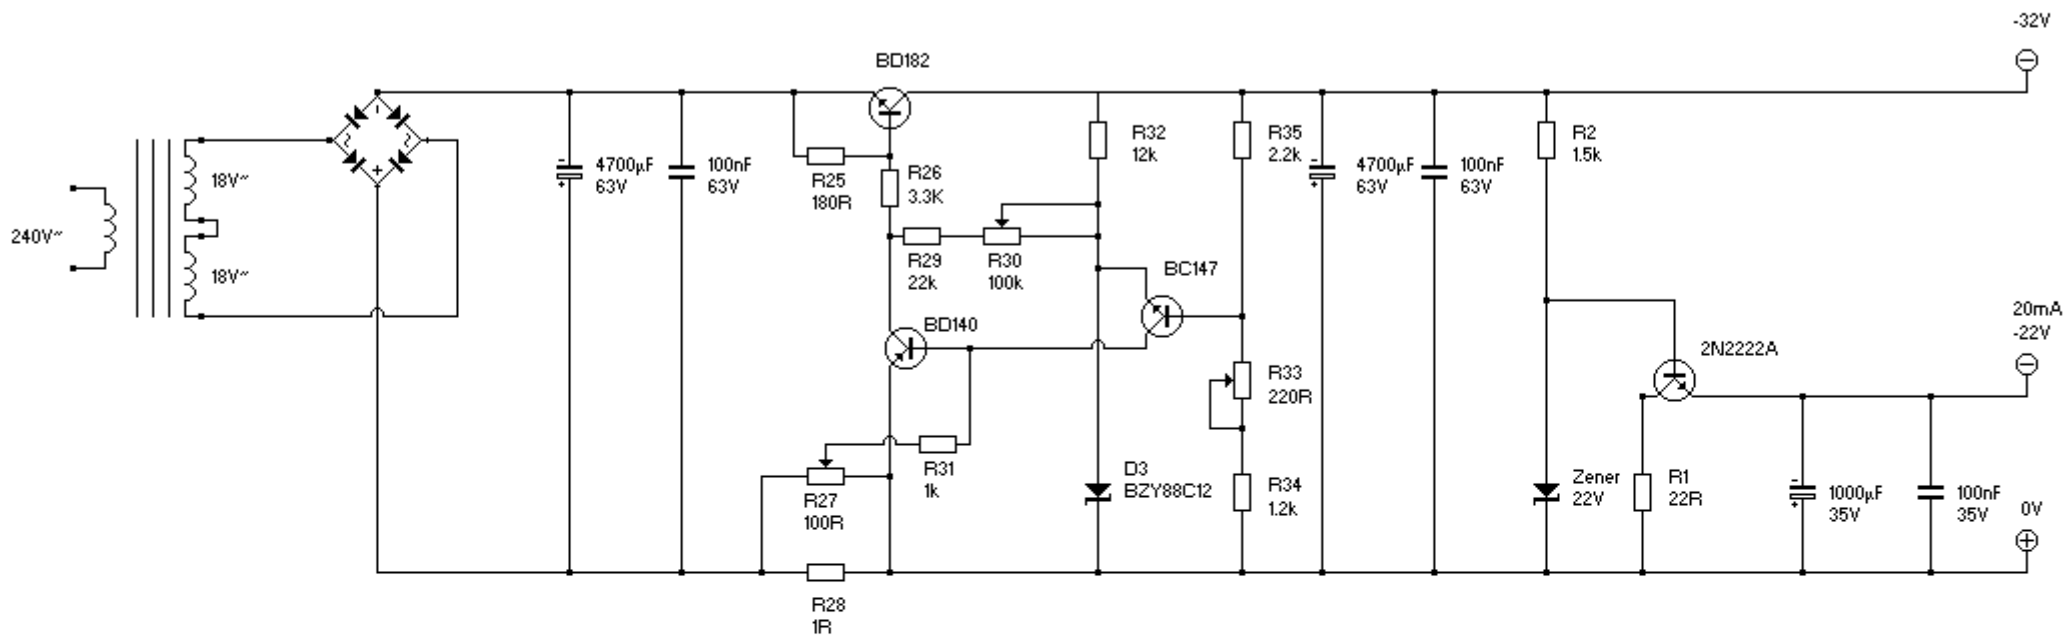 -32V
BD182
R32
12k
R35
2.2k
R2
1.5k
4700µF
63V
100nF
63V
R25
180R
R26
3.3K
4700µF
63V
100nF
63V
18V~
240V~
18V~
R29
22k
R30
100k
BC147
BD140
20mA
-22V
2N2222A
R33
220R
R31
1k
D3
BZY88C12
R34
1.2k
Zener
22V
R1
22R
1000µF
35V
100nF
35V
0V
R27
100R
R28
1R